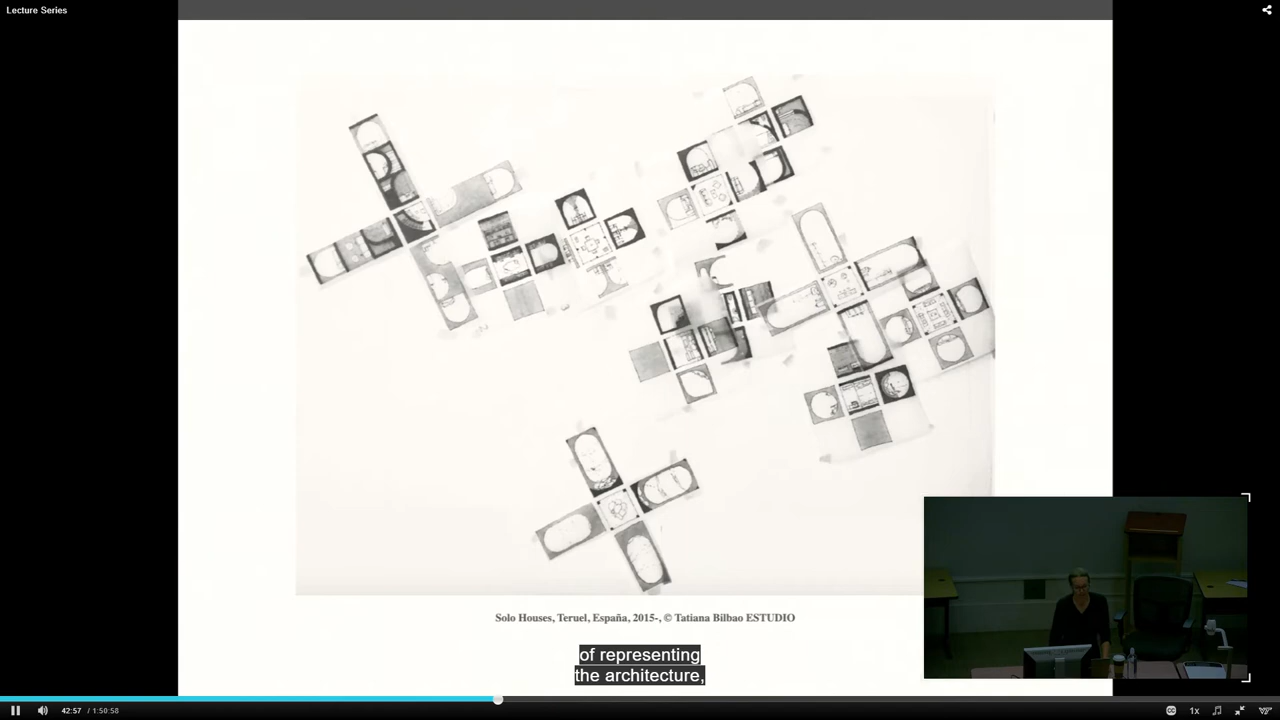 Lecture Series
Solo Houses, Teruel, España, 2015-, © Tatiana Bilbao ESTUDIO
of representing
the architecture,
42:57 / 1:50:58
CC
1x